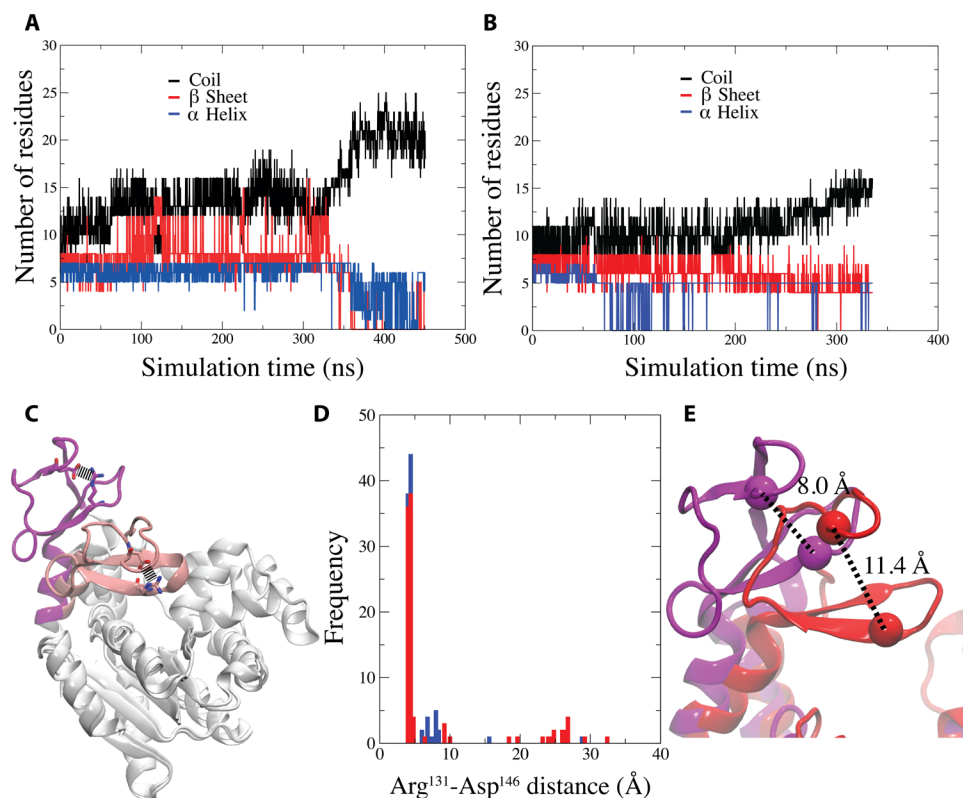 A
30
25
20
15
10
5
0
Number of residues
Coil
β Sheet
α Helix
0 100 200 300 400 500
Simulation time (ns)
B
30
25
20
15
10
5
0
Number of residues
Coil
β Sheet
α Helix
0 100 200 300 400
Simulation time (ns)
C
D
50
40
30
20
10
0
Frequency
0 10 20 30 40
Arg¹³¹-Asp¹⁴⁶ distance (Å)
E
8.0 Å
11.4 Å